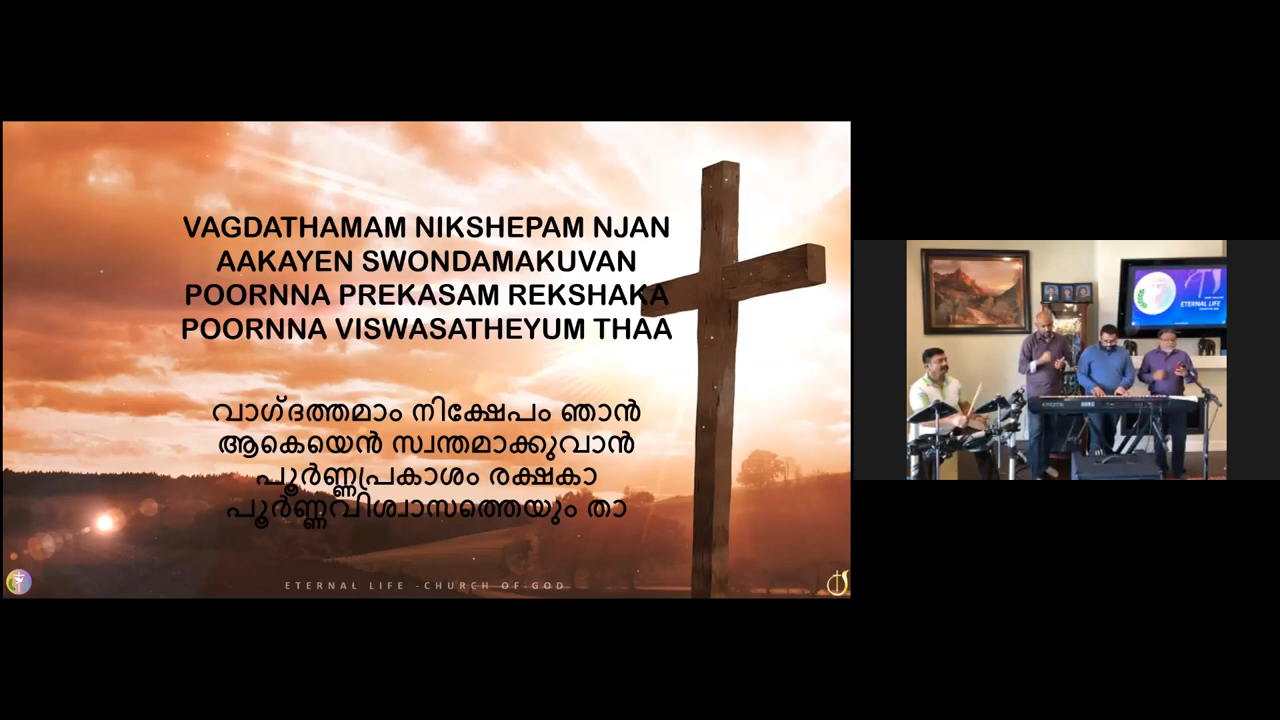 VAGDATHAMAM NIKSHEPAM NJAN
AAKAYEN SWONDAMAKUVAN
POORNNA PREKASAM REKSHAKA
POORNNA VISWASATHEYUM THAA
വാഗ്ദത്തമാം നിക്ഷേപം ഞാൻ
ആകെയെൻ സ്വന്തമാക്കുവാൻ
പൂർണ്ണപ്രകാശം രക്ഷകാ
പൂർണ്ണവിശ്വാസത്തെയും താ
ETERNAL LIFE -CHURCH OF GOD
ETERNAL LIFE
KORG